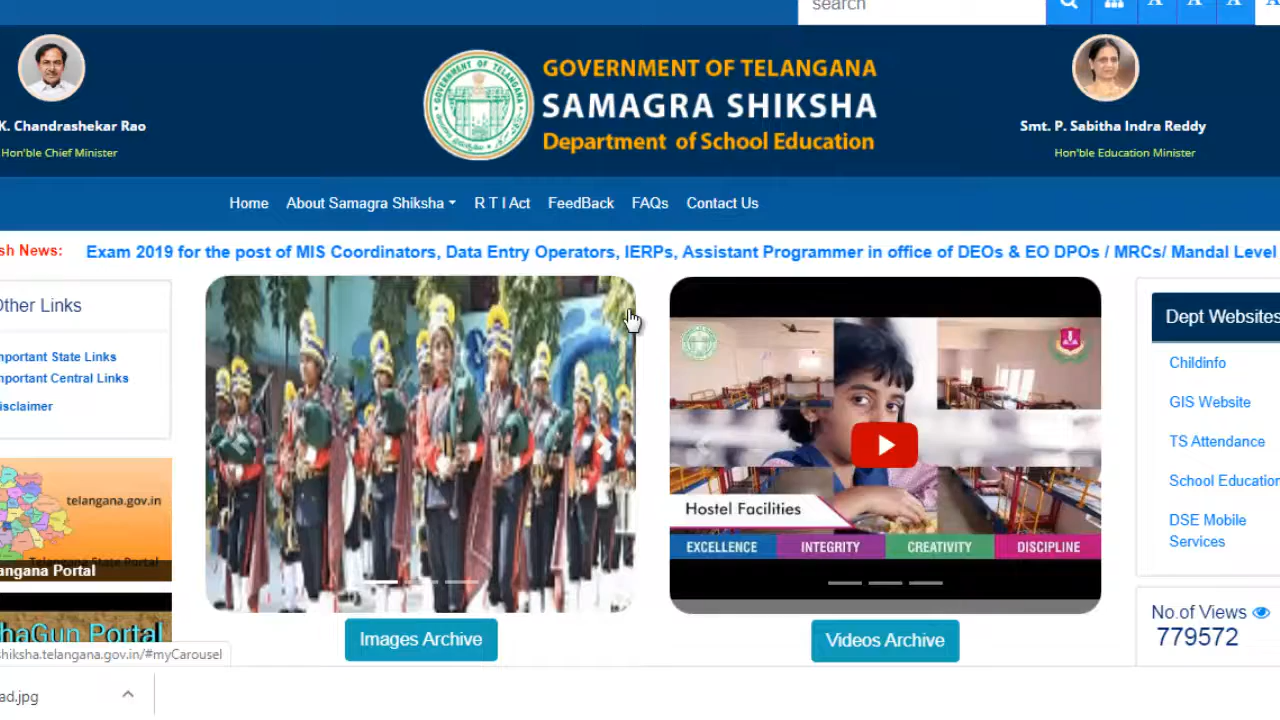 search
A A A A
K. Chandrashekar Rao
Hon'ble Chief Minister
GOVERNMENT OF TELANGANA
SAMAGRA SHIKSHA
Department of School Education
Smt. P. Sabitha Indra Reddy
Hon'ble Education Minister
Home About Samagra Shiksha R T I Act FeedBack FAQs Contact Us
sh News: Exam 2019 for the post of MIS Coordinators, Data Entry Operators, IERPs, Assistant Programmer in office of DEOs & EO DPOs / MRCs/ Mandal Level
Other Links
mportant State Links
mportant Central Links
isclaimer
telangana.gov.in
Telangana State Portal
angana Portal
haGun Portal
shiksha.telangana.gov.in/#myCarousel
ad.jpg
Images Archive
Hostel Facilities
EXCELLENCE INTEGRITY CREATIVITY DISCIPLINE
Videos Archive
Dept Websites
Childinfo
GIS Website
TS Attendance
School Education
DSE Mobile
Services
No.of Views
779572